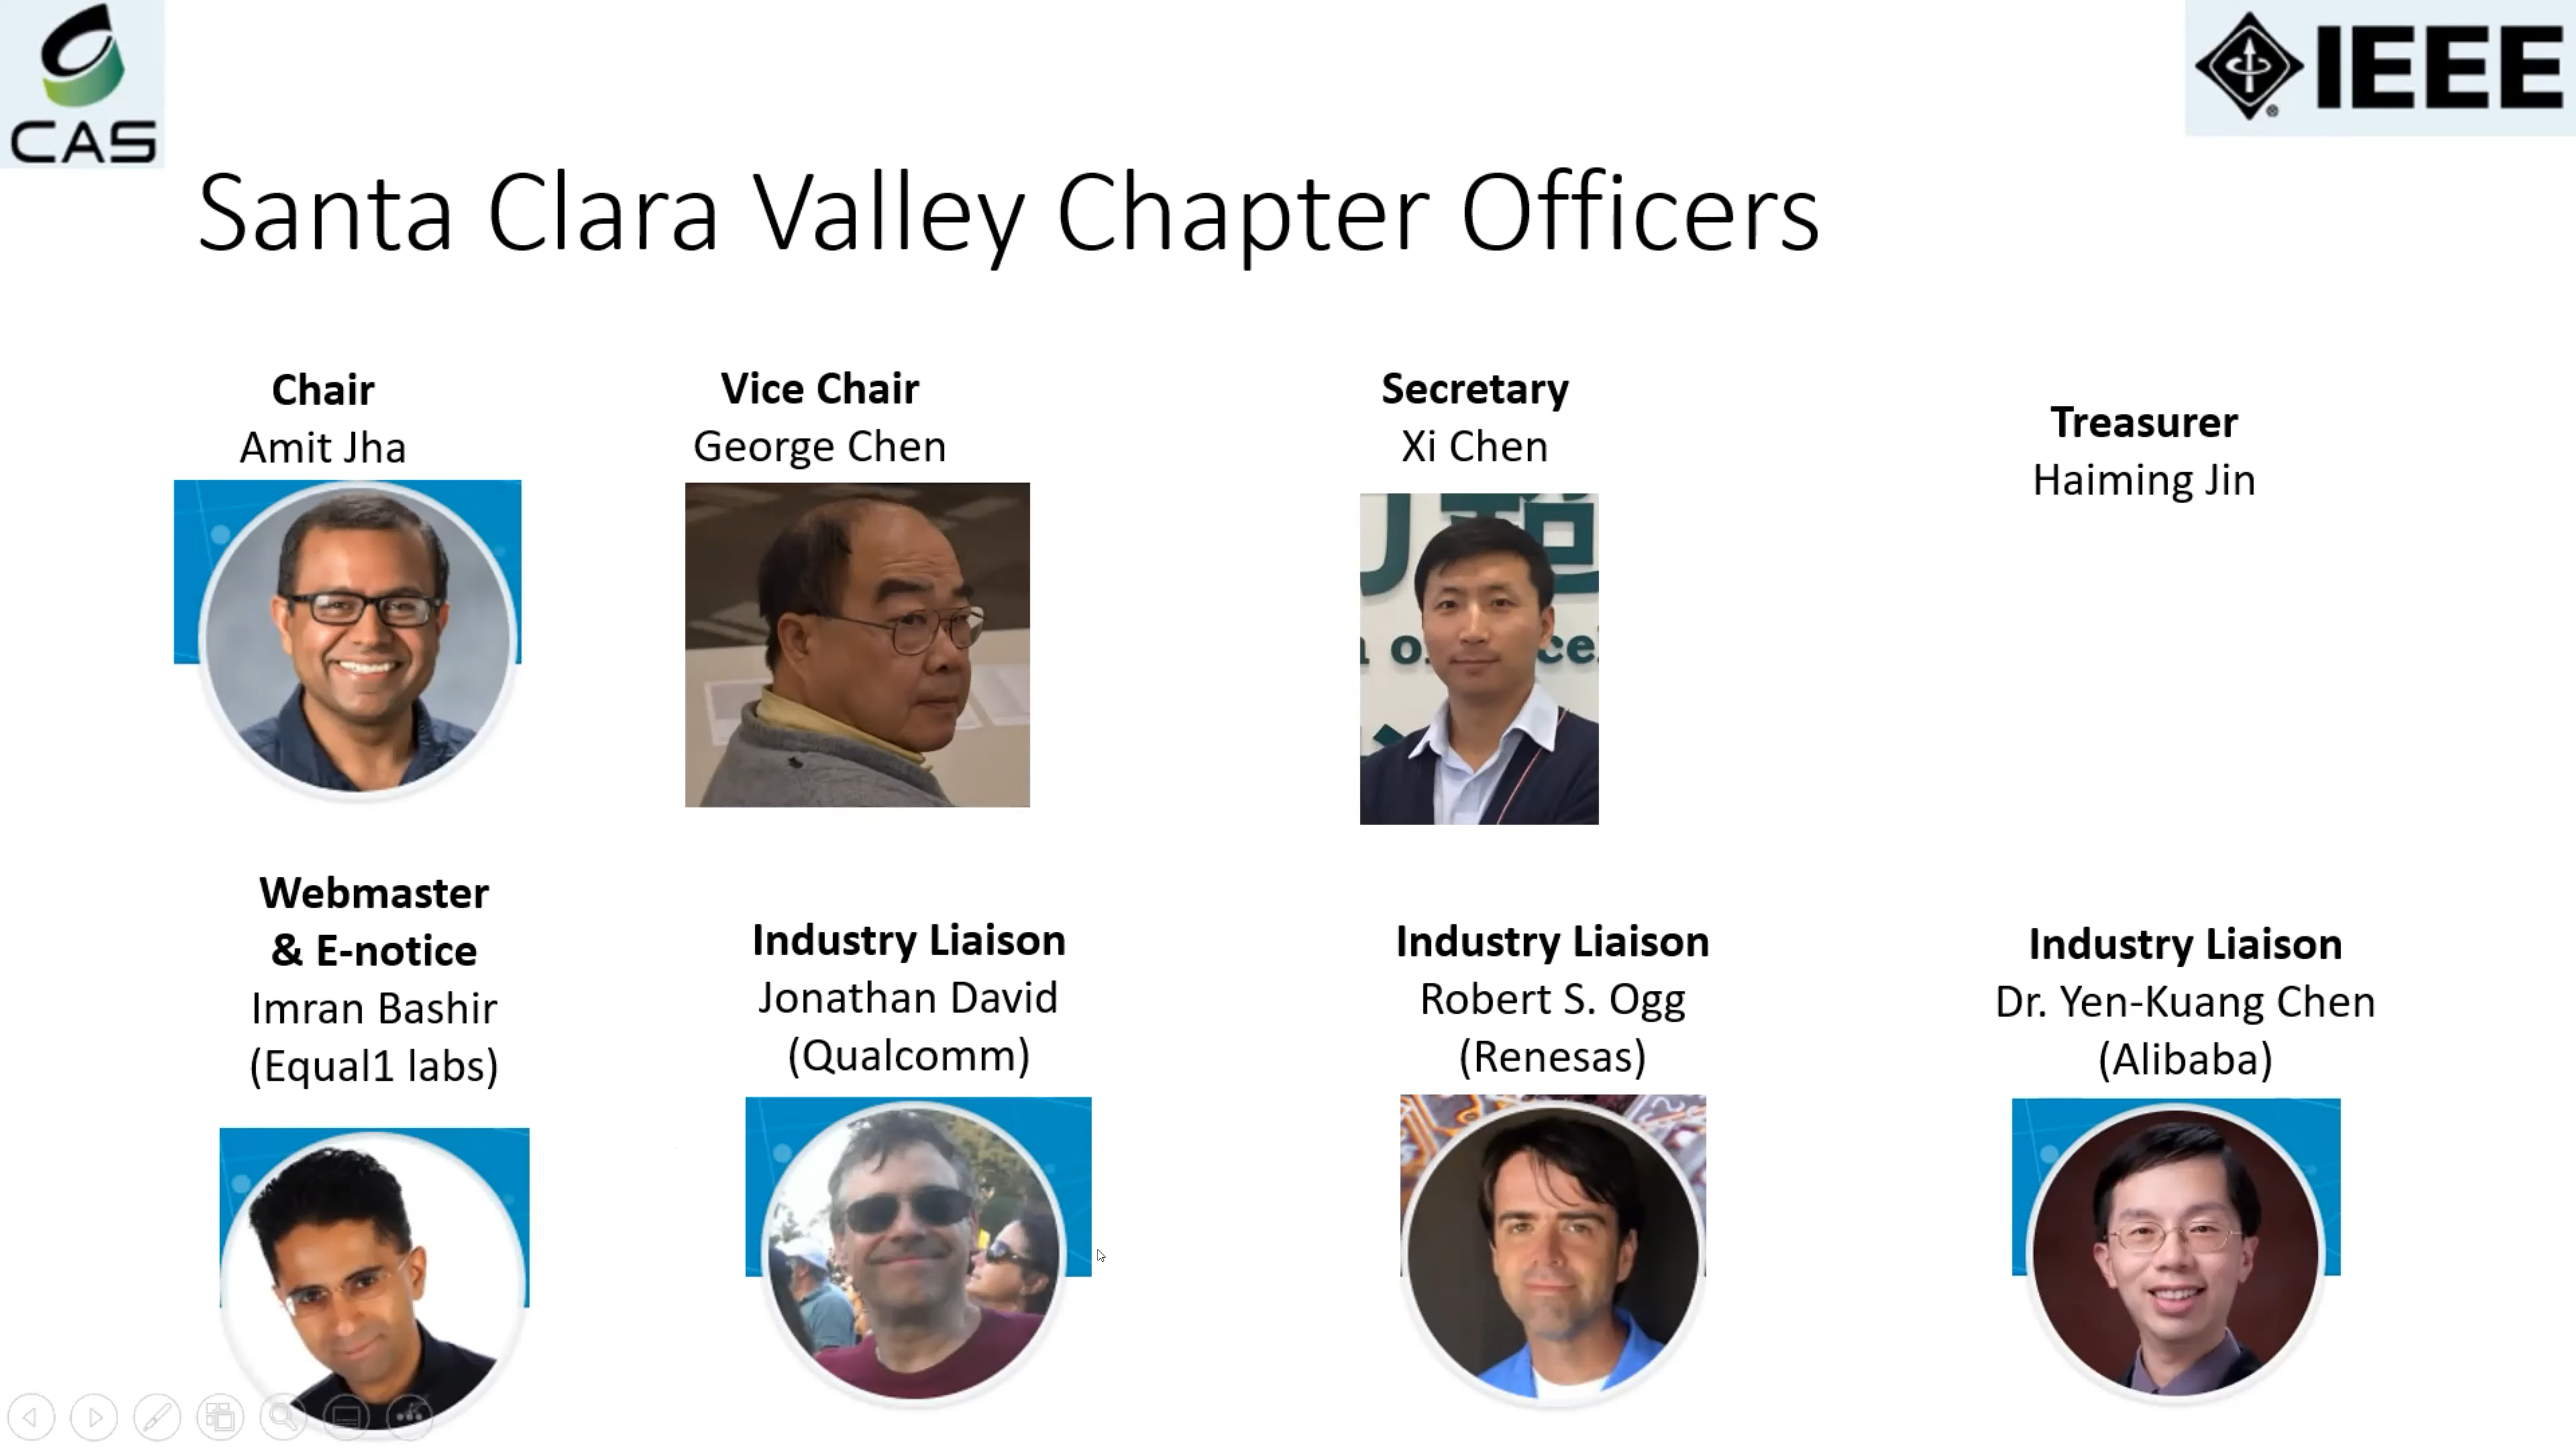 CAS
IEEE
Santa Clara Valley Chapter Officers
Chair
Amit Jha
Vice Chair
George Chen
Secretary
Xi Chen
Treasurer
Haiming Jin
Webmaster
& E-notice
Imran Bashir
(Equal1 labs)
Industry Liaison
Jonathan David
(Qualcomm)
Industry Liaison
Robert S. Ogg
(Renesas)
Industry Liaison
Dr. Yen-Kuang Chen
(Alibaba)